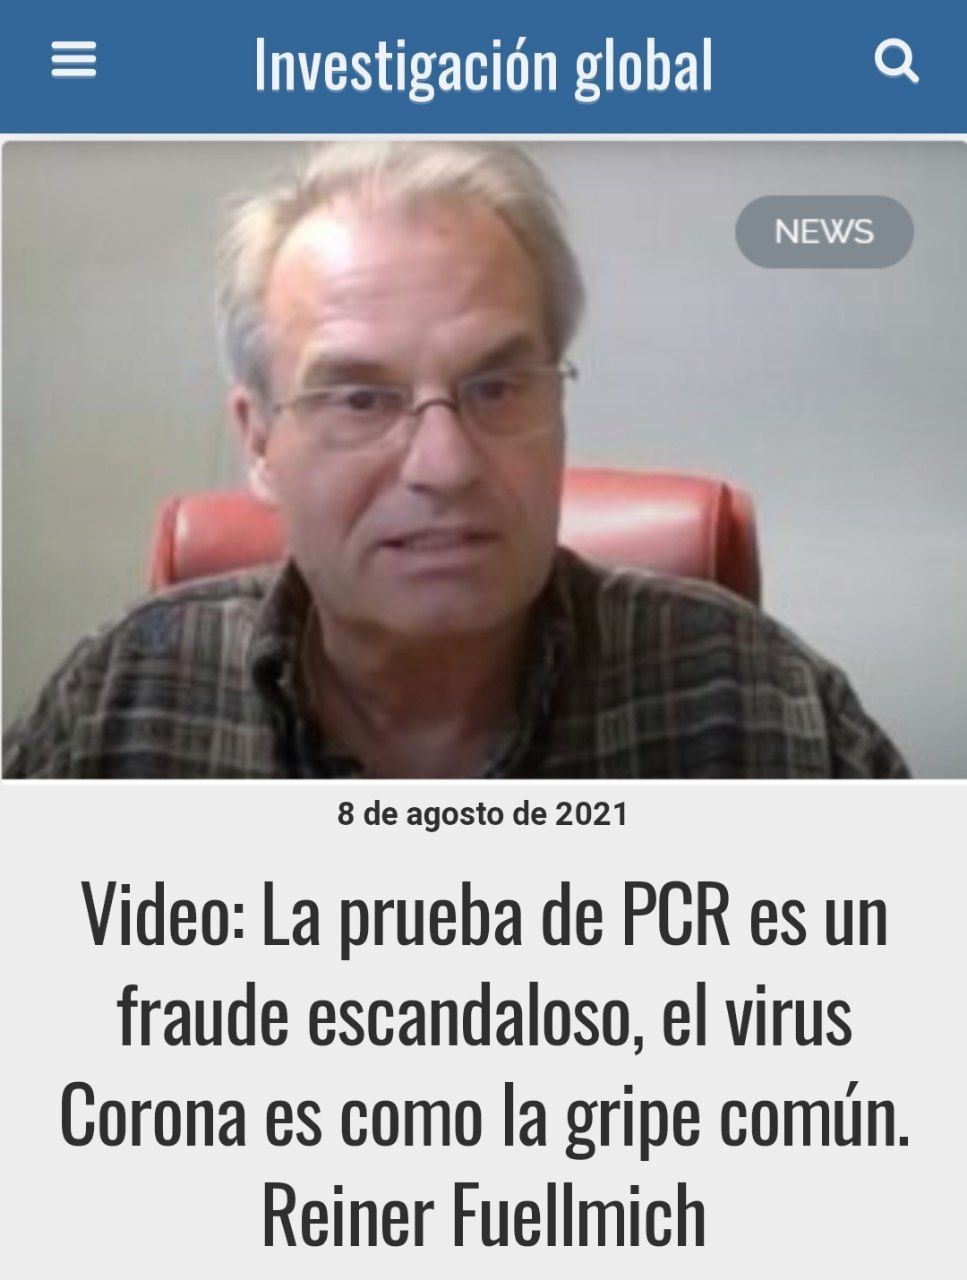 Investigación global
NEWS
8 de agosto de 2021
Video: La prueba de PCR es un
fraude escandaloso, el virus
Corona es como la gripe común.
Reiner Fuellmich